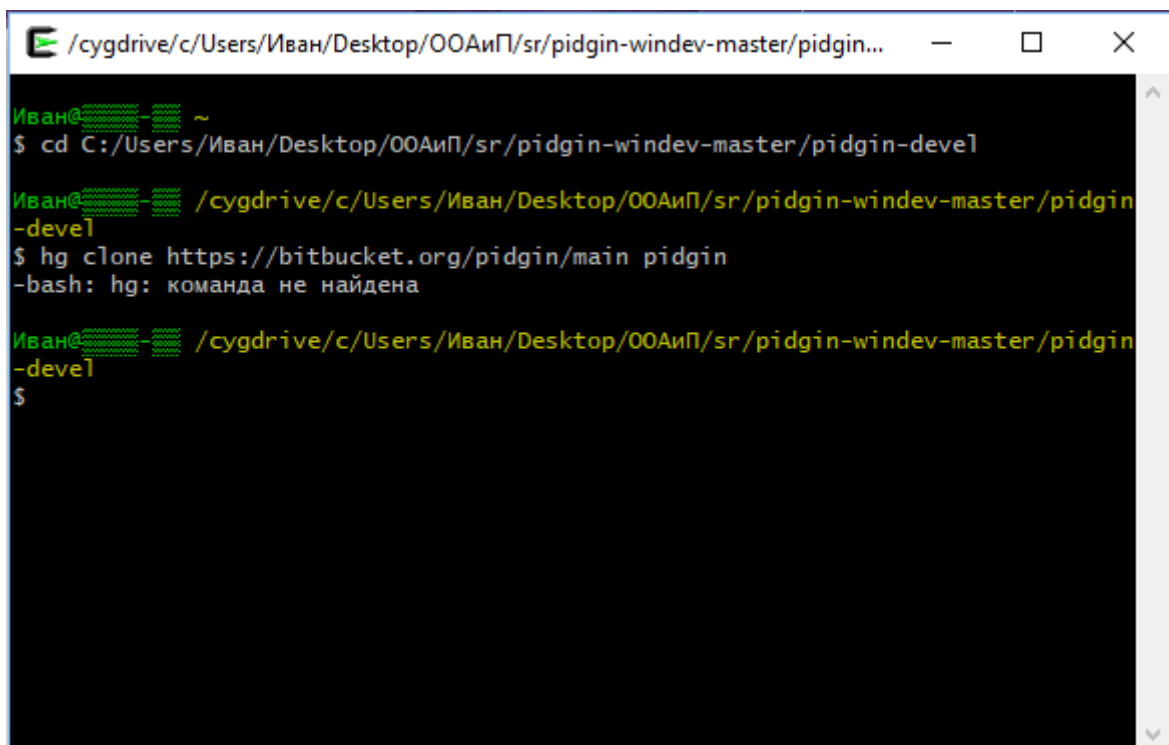 /cygdrive/c/Users/Иван/Desktop/ООАиП/sr/pidgin-windev-master/pidgin...
Иван@▒▒▒▒-▒▒ ~
$ cd C:/Users/Иван/Desktop/ООАиП/sr/pidgin-windev-master/pidgin-devel
Иван@▒▒▒▒-▒▒ /cygdrive/c/Users/Иван/Desktop/ООАиП/sr/pidgin-windev-master/pidgin
-devel
$ hg clone https://bitbucket.org/pidgin/main pidgin
-bash: hg: команда не найдена
Иван@▒▒▒▒-▒▒ /cygdrive/c/Users/Иван/Desktop/ООАиП/sr/pidgin-windev-master/pidgin
-devel
$